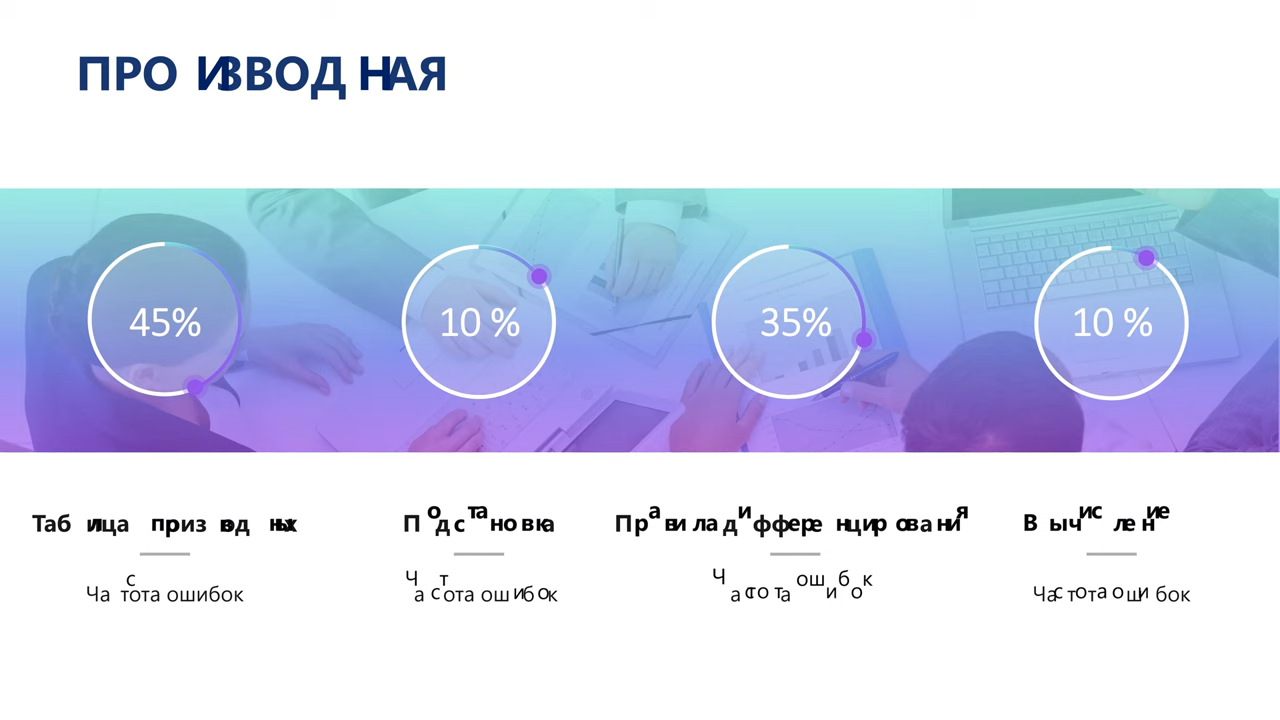 ПРОИЗВОДНАЯ
45%
10 %
35%
10 %
Таблица производных
Подстановка
Правила дифференцирования
Вычисление
Частота ошибок
Частота ошибок
Частота ошибок
Частота ошибок